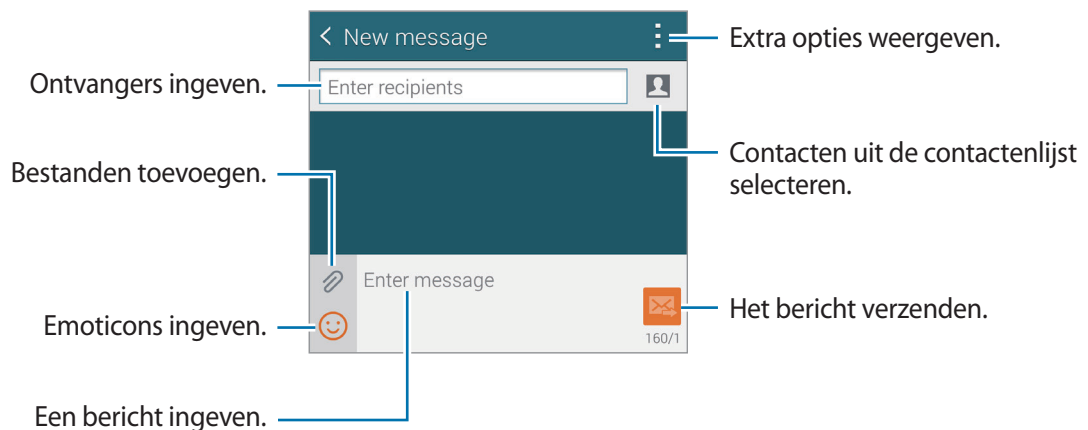 New message
Extra opties weergeven.
Ontvangers ingeven.
Enter recipients
Contacten uit de contactenlijst
selecteren.
Bestanden toevoegen.
Enter message
Het bericht verzenden.
Emoticons ingeven.
160/1
Een bericht ingeven.